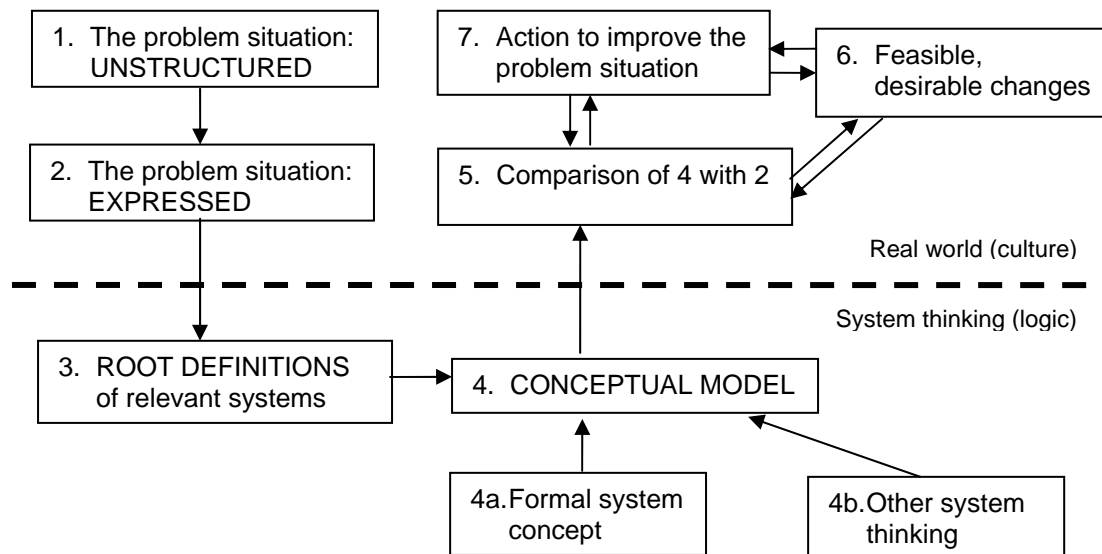 1. The problem situation:
UNSTRUCTURED
2. The problem situation:
EXPRESSED
7. Action to improve the
problem situation
6. Feasible,
desirable changes
5. Comparison of 4 with 2
Real world (culture)
System thinking (logic)
3. ROOT DEFINITIONS
of relevant systems
4. CONCEPTUAL MODEL
4a.Formal system
concept
4b.Other system
thinking